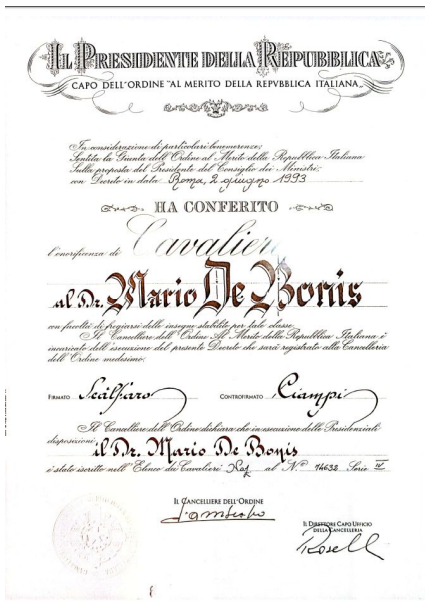 IL PRESIDENTE DELLA REPUBBLICA
CAPO DELL'ORDINE "AL MERITO DELLA REPVBBLICA ITALIANA"
In considerazione di particolari benemerenze;
Sentita la Giunta dell'Ordine al Merito della Repubblica Italiana
Sulla proposta del Presidente del Consiglio dei Ministri;
con Decreto in data Roma, 2 giugno 1993
HA CONFERITO
l'onorificenza di Cavaliere
al Dr. Mario De Bonis
con facoltà di fregiarsi delle insegne stabilite per tale classe.
Il Cancelliere dell'Ordine Al Merito della Repubblica Italiana è
incaricato dell'esecuzione del presente Decreto che sarà registrato alla Cancelleria
dell'Ordine medesimo.
FIRMATO Scàlfaro CONTROFIRMATO Ciampi
Il Cancelliere dell'Ordine dichiara che in esecuzione delle Presidenziali
disposizioni il Dr. Mario De Bonis
è stato iscritto nell'Elenco dei Cavalieri Naz. al N° 14632 Serie IV
IL CANCELLIERE DELL'ORDINE
IL DIRETTORE CAPO UFFICIO
DELLA CANCELLERIA